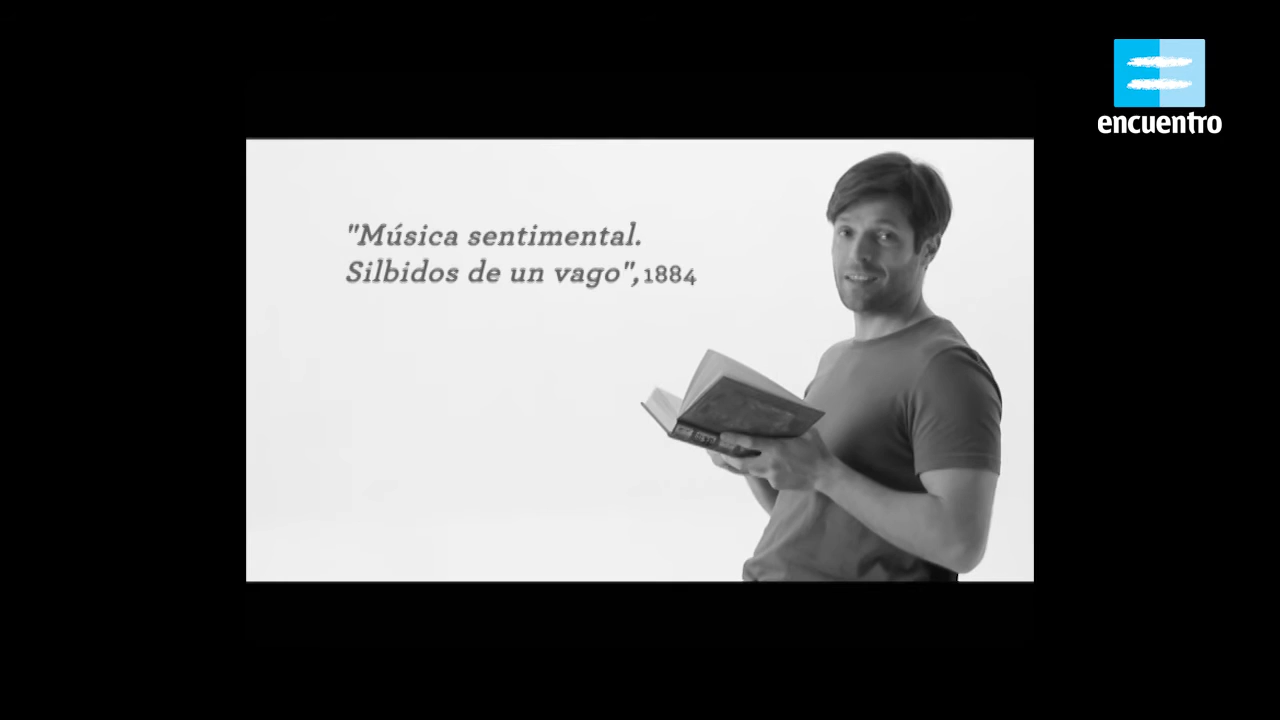 encuentro
"Música sentimental.
Silbidos de un vago", 1884